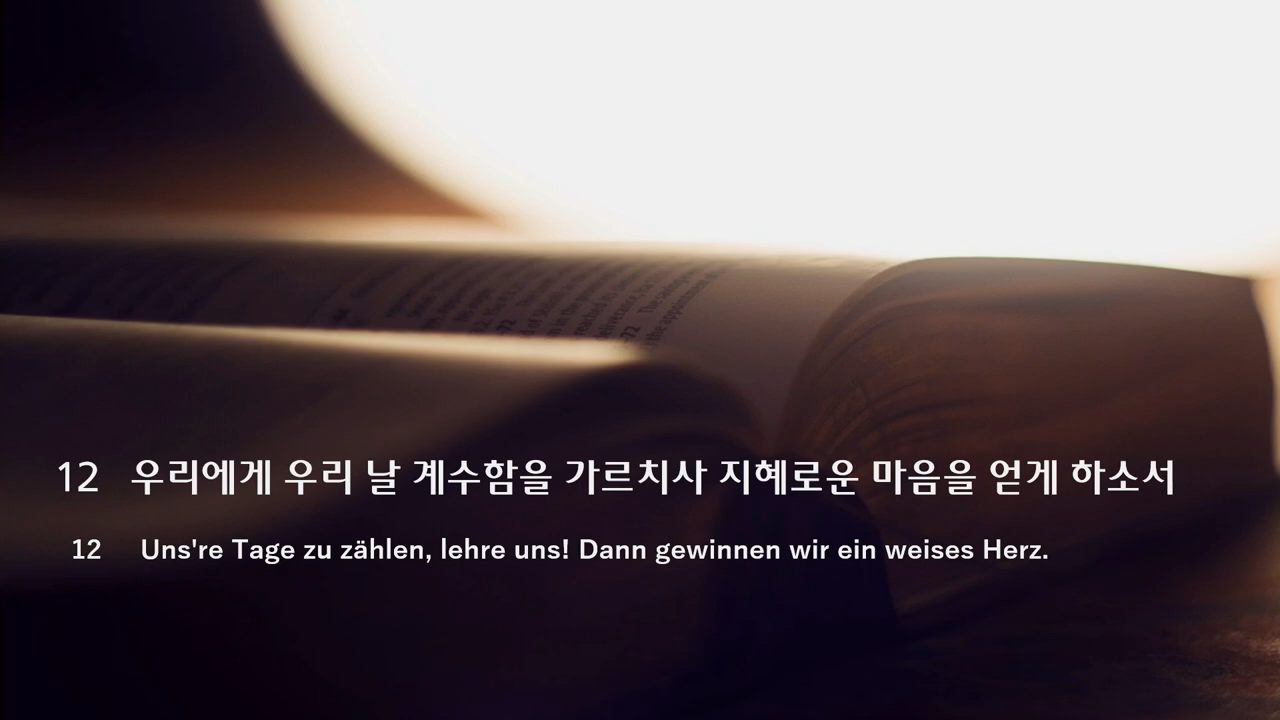 12 우리에게 우리 날 계수함을 가르치사 지혜로운 마음을 얻게 하소서
12 Uns're Tage zu zählen, lehre uns! Dann gewinnen wir ein weises Herz.